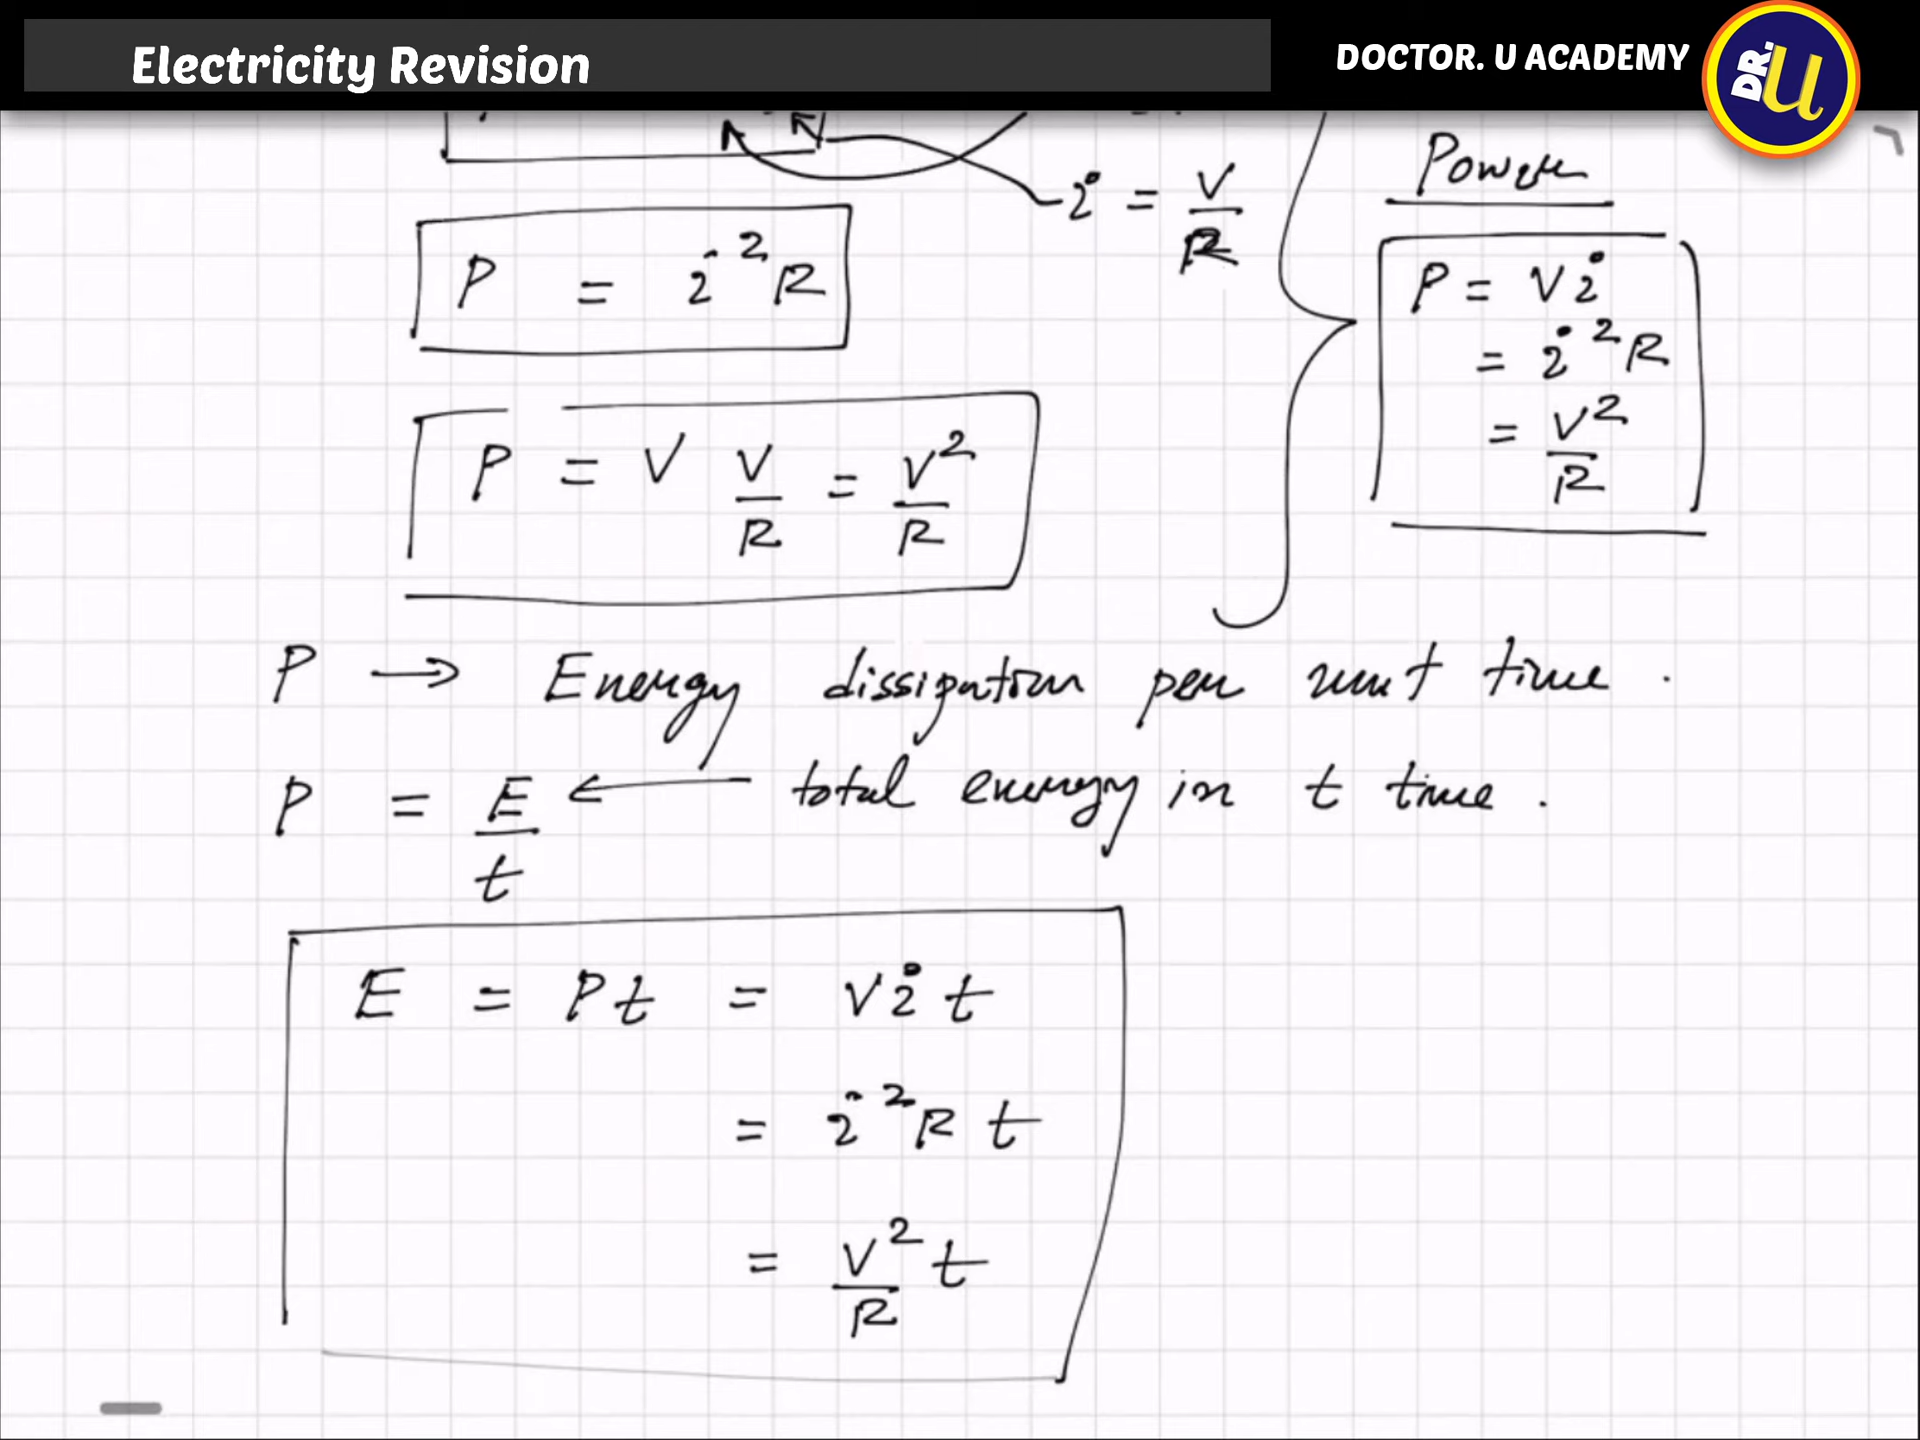 Electricity Revision
DOCTOR. U ACADEMY
DR. U
i = V/R
Power
P = i²R
P = Vi
= i²R
= V²/R
P = V V/R = V²/R
P → Energy dissipation per unit time.
P = E/t ← total energy in t time.
E = Pt = Vit
= i²Rt
= V²/R t